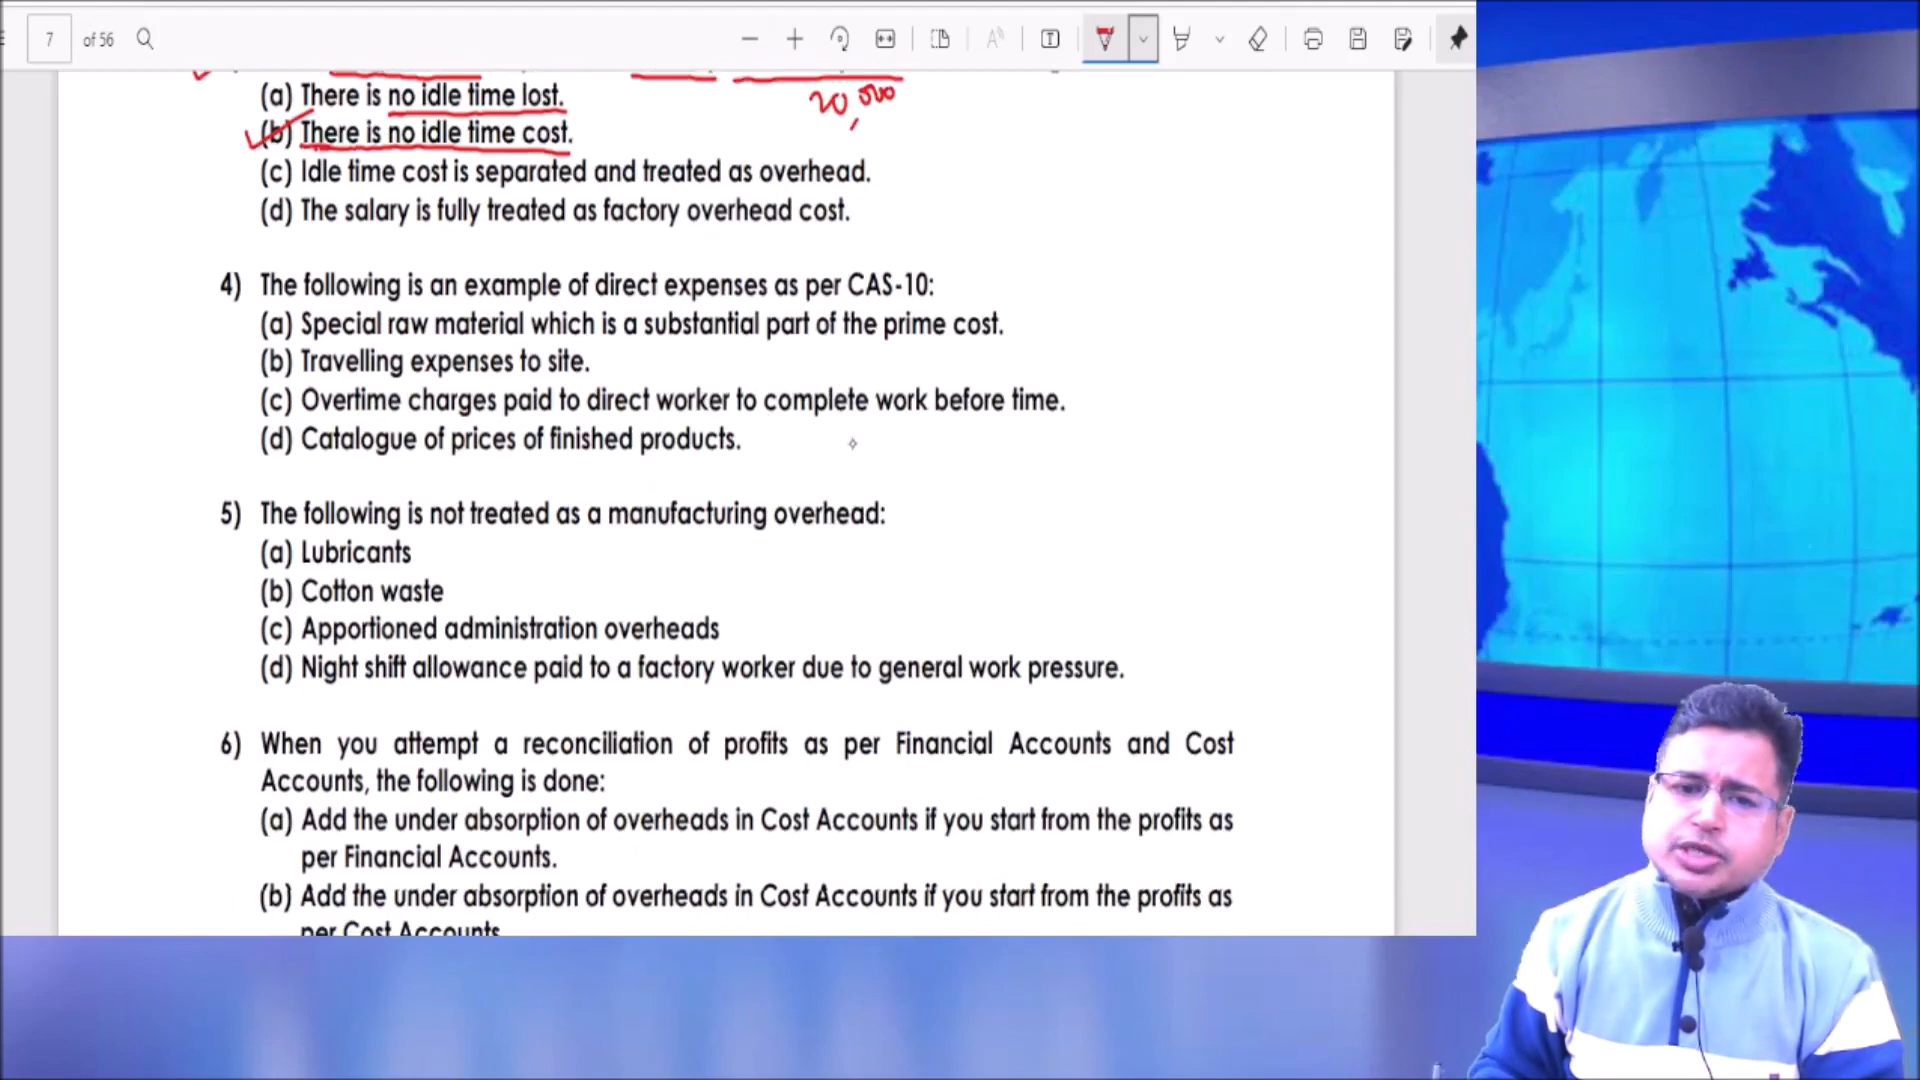 7 of 56
(a) There is no idle time lost.
20,000
(b) There is no idle time cost.
(c) Idle time cost is separated and treated as overhead.
(d) The salary is fully treated as factory overhead cost.
4) The following is an example of direct expenses as per CAS-10:
(a) Special raw material which is a substantial part of the prime cost.
(b) Travelling expenses to site.
(c) Overtime charges paid to direct worker to complete work before time.
(d) Catalogue of prices of finished products.
5) The following is not treated as a manufacturing overhead:
(a) Lubricants
(b) Cotton waste
(c) Apportioned administration overheads
(d) Night shift allowance paid to a factory worker due to general work pressure.
6) When you attempt a reconciliation of profits as per Financial Accounts and Cost
Accounts, the following is done:
(a) Add the under absorption of overheads in Cost Accounts if you start from the profits as
per Financial Accounts.
(b) Add the under absorption of overheads in Cost Accounts if you start from the profits as
per Cost Accounts